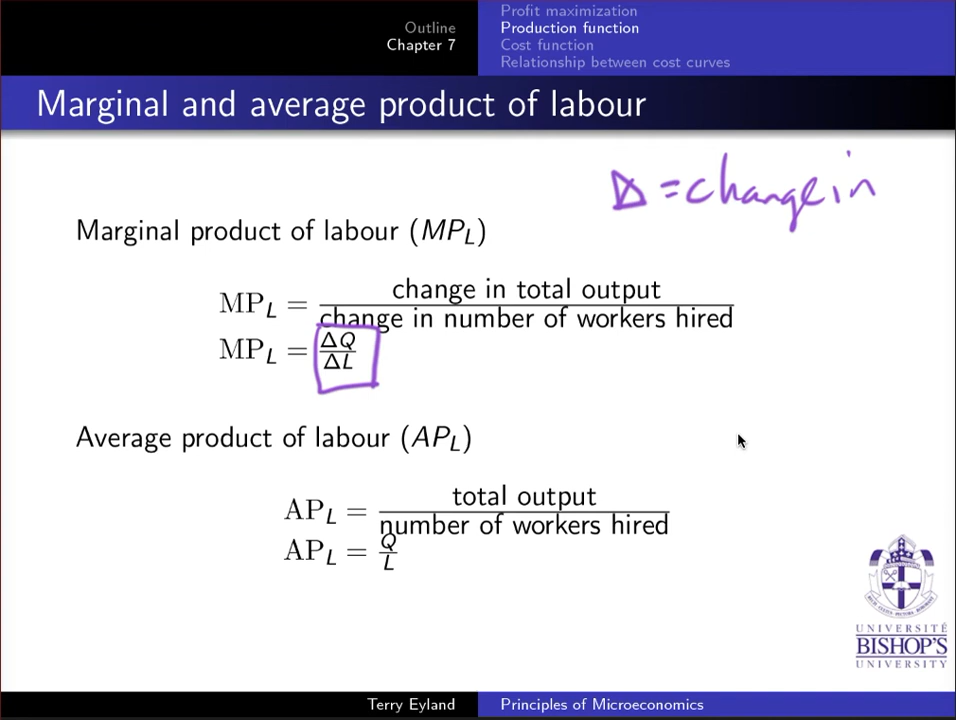 Outline
Chapter 7
Profit maximization
Production function
Cost function
Relationship between cost curves
Marginal and average product of labour
Δ = change in
Marginal product of labour (MP_L)
MP_L = change in total output / change in number of workers hired
MP_L = ΔQ / ΔL
Average product of labour (AP_L)
AP_L = total output / number of workers hired
AP_L = Q / L
UNIVERSITÉ
BISHOP'S
UNIVERSITY
Terry Eyland
Principles of Microeconomics